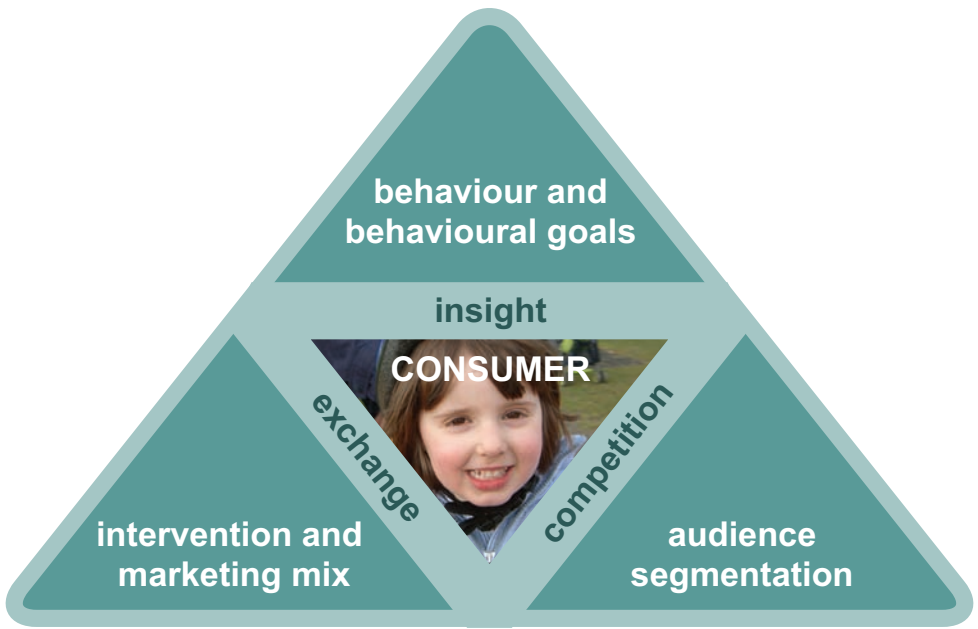 behaviour and
behavioural goals
insight
CONSUMER
exchange
competition
intervention and
marketing mix
audience
segmentation